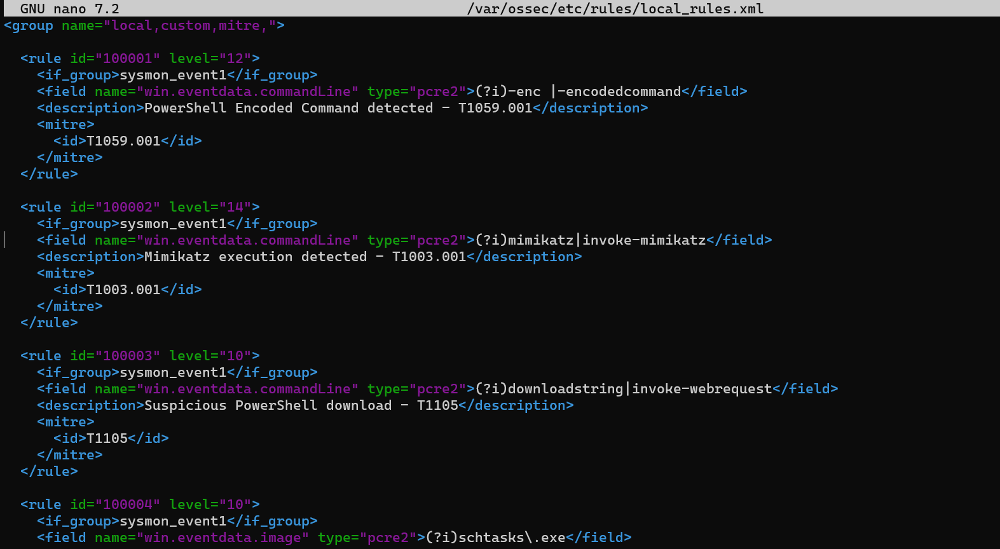 GNU nano 7.2 /var/ossec/etc/rules/local_rules.xml
<group name="local,custom,mitre,">
<rule id="100001" level="12">
<if_group>sysmon_event1</if_group>
<field name="win.eventdata.commandLine" type="pcre2">(?i)-enc |-encodedcommand</field>
<description>PowerShell Encoded Command detected - T1059.001</description>
<mitre>
<id>T1059.001</id>
</mitre>
</rule>
<rule id="100002" level="14">
<if_group>sysmon_event1</if_group>
<field name="win.eventdata.commandLine" type="pcre2">(?i)mimikatz|invoke-mimikatz</field>
<description>Mimikatz execution detected - T1003.001</description>
<mitre>
<id>T1003.001</id>
</mitre>
</rule>
<rule id="100003" level="10">
<if_group>sysmon_event1</if_group>
<field name="win.eventdata.commandLine" type="pcre2">(?i)downloadstring|invoke-webrequest</field>
<description>Suspicious PowerShell download - T1105</description>
<mitre>
<id>T1105</id>
</mitre>
</rule>
<rule id="100004" level="10">
<if_group>sysmon_event1</if_group>
<field name="win.eventdata.image" type="pcre2">(?i)schtasks\.exe</field>